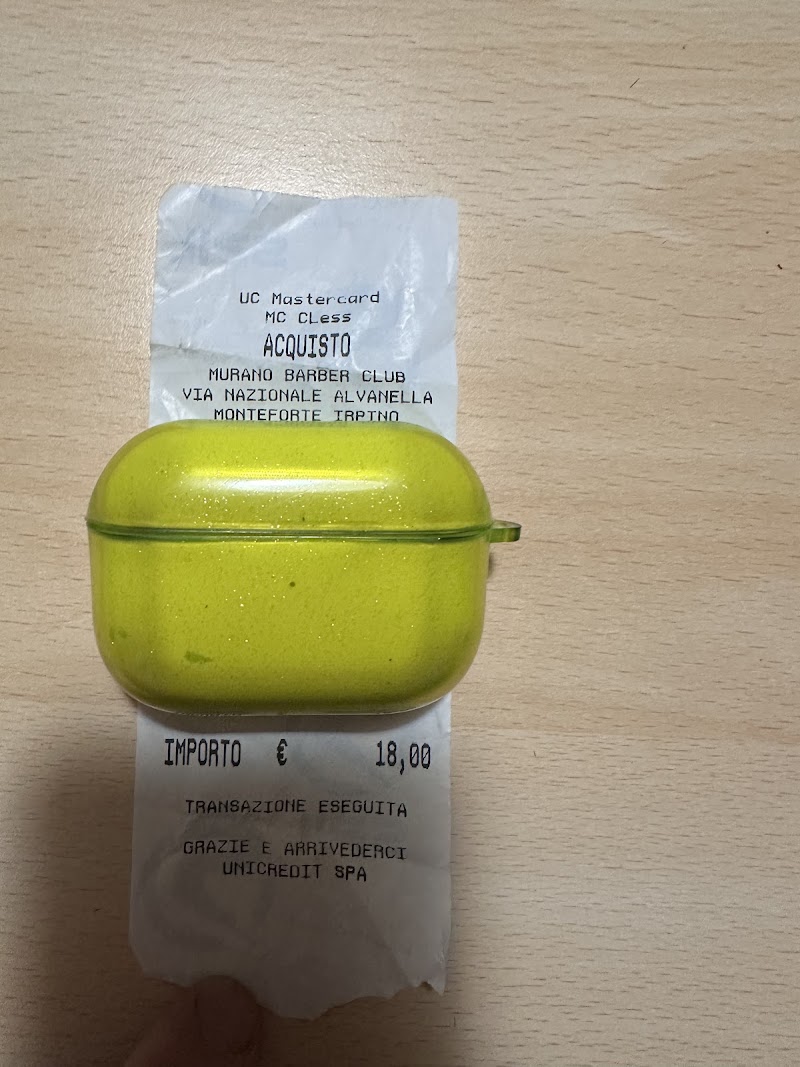 UC Mastercard
MC CLess
ACQUISTO
MURANO BARBER CLUB
VIA NAZIONALE ALVANELLA
MONTEFORTE IRPINO
IMPORTO € 18,00
TRANSAZIONE ESEGUITA
GRAZIE E ARRIVEDERCI
UNICREDIT SPA